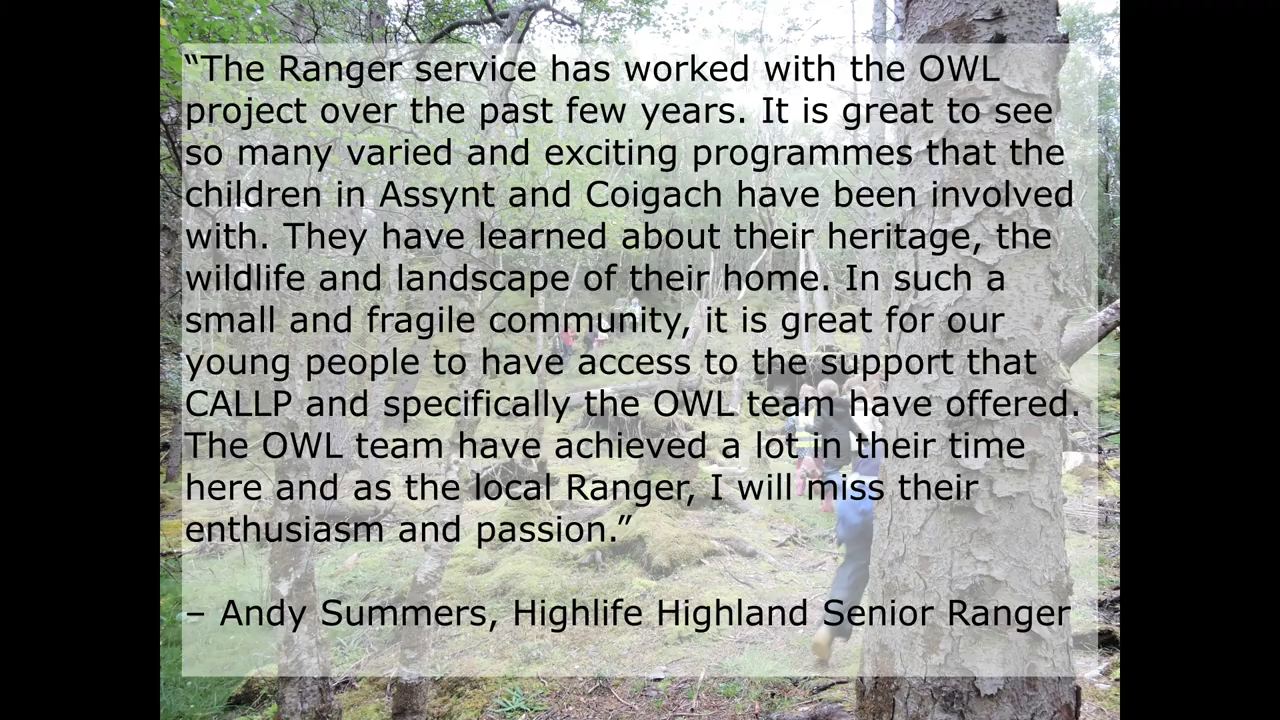 “The Ranger service has worked with the OWL
project over the past few years. It is great to see
so many varied and exciting programmes that the
children in Assynt and Coigach have been involved
with. They have learned about their heritage, the
wildlife and landscape of their home. In such a
small and fragile community, it is great for our
young people to have access to the support that
CALLP and specifically the OWL team have offered.
The OWL team have achieved a lot in their time
here and as the local Ranger, I will miss their
enthusiasm and passion.”
– Andy Summers, Highlife Highland Senior Ranger